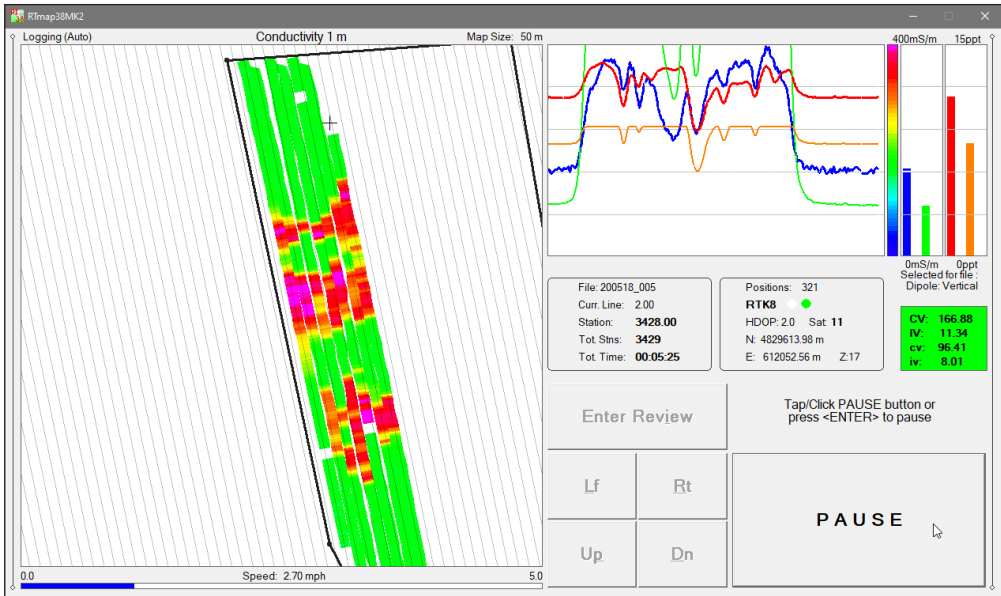 RTmap38MK2
Logging (Auto)
Conductivity 1 m
Map Size: 50 m
0.0
Speed: 2.70 mph
5.0
400mS/m
15ppt
0mS/m
0ppt
Selected for file :
Dipole: Vertical
File: 200518_005
Curr. Line: 2.00
Station: 3428.00
Tot. Stns: 3429
Tot. Time: 00:05:25
Positions: 321
RTK8
HDOP: 2.0 Sat: 11
N: 4829613.98 m
E: 612052.56 m Z:17
CV: 166.88
IV: 11.34
cv: 96.41
iv: 8.01
Enter Review
Tap/Click PAUSE button or
press <ENTER> to pause
Lf
Rt
Up
Dn
PAUSE